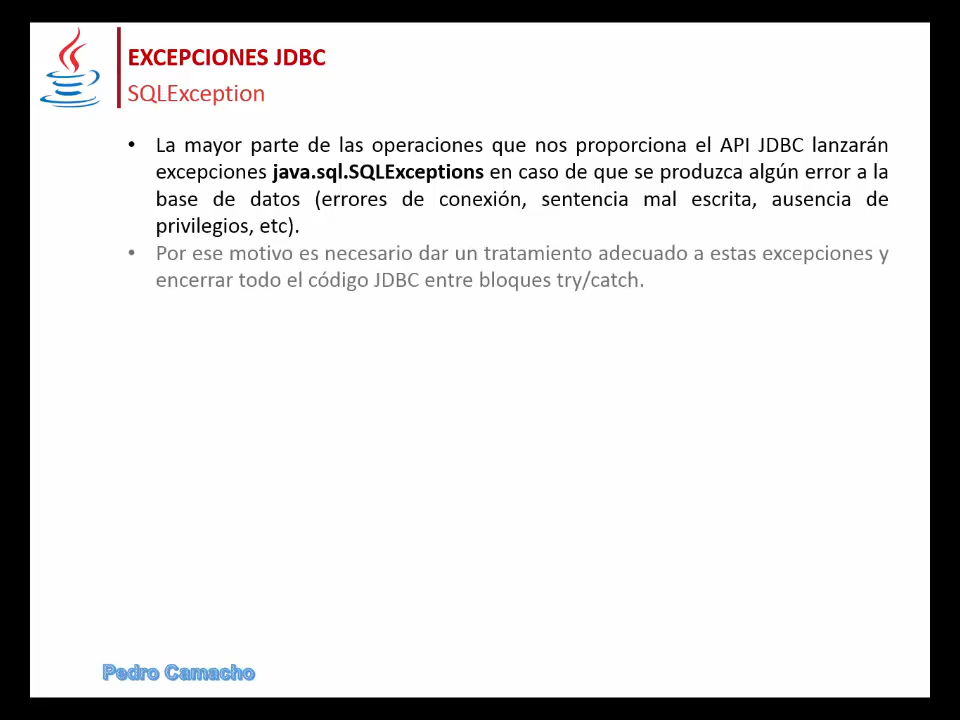 EXCEPCIONES JDBC
SQLException
• La mayor parte de las operaciones que nos proporciona el API JDBC lanzarán
excepciones java.sql.SQLExceptions en caso de que se produzca algún error a la
base de datos (errores de conexión, sentencia mal escrita, ausencia de
privilegios, etc).
• Por ese motivo es necesario dar un tratamiento adecuado a estas excepciones y
encerrar todo el código JDBC entre bloques try/catch.
Pedro Camacho